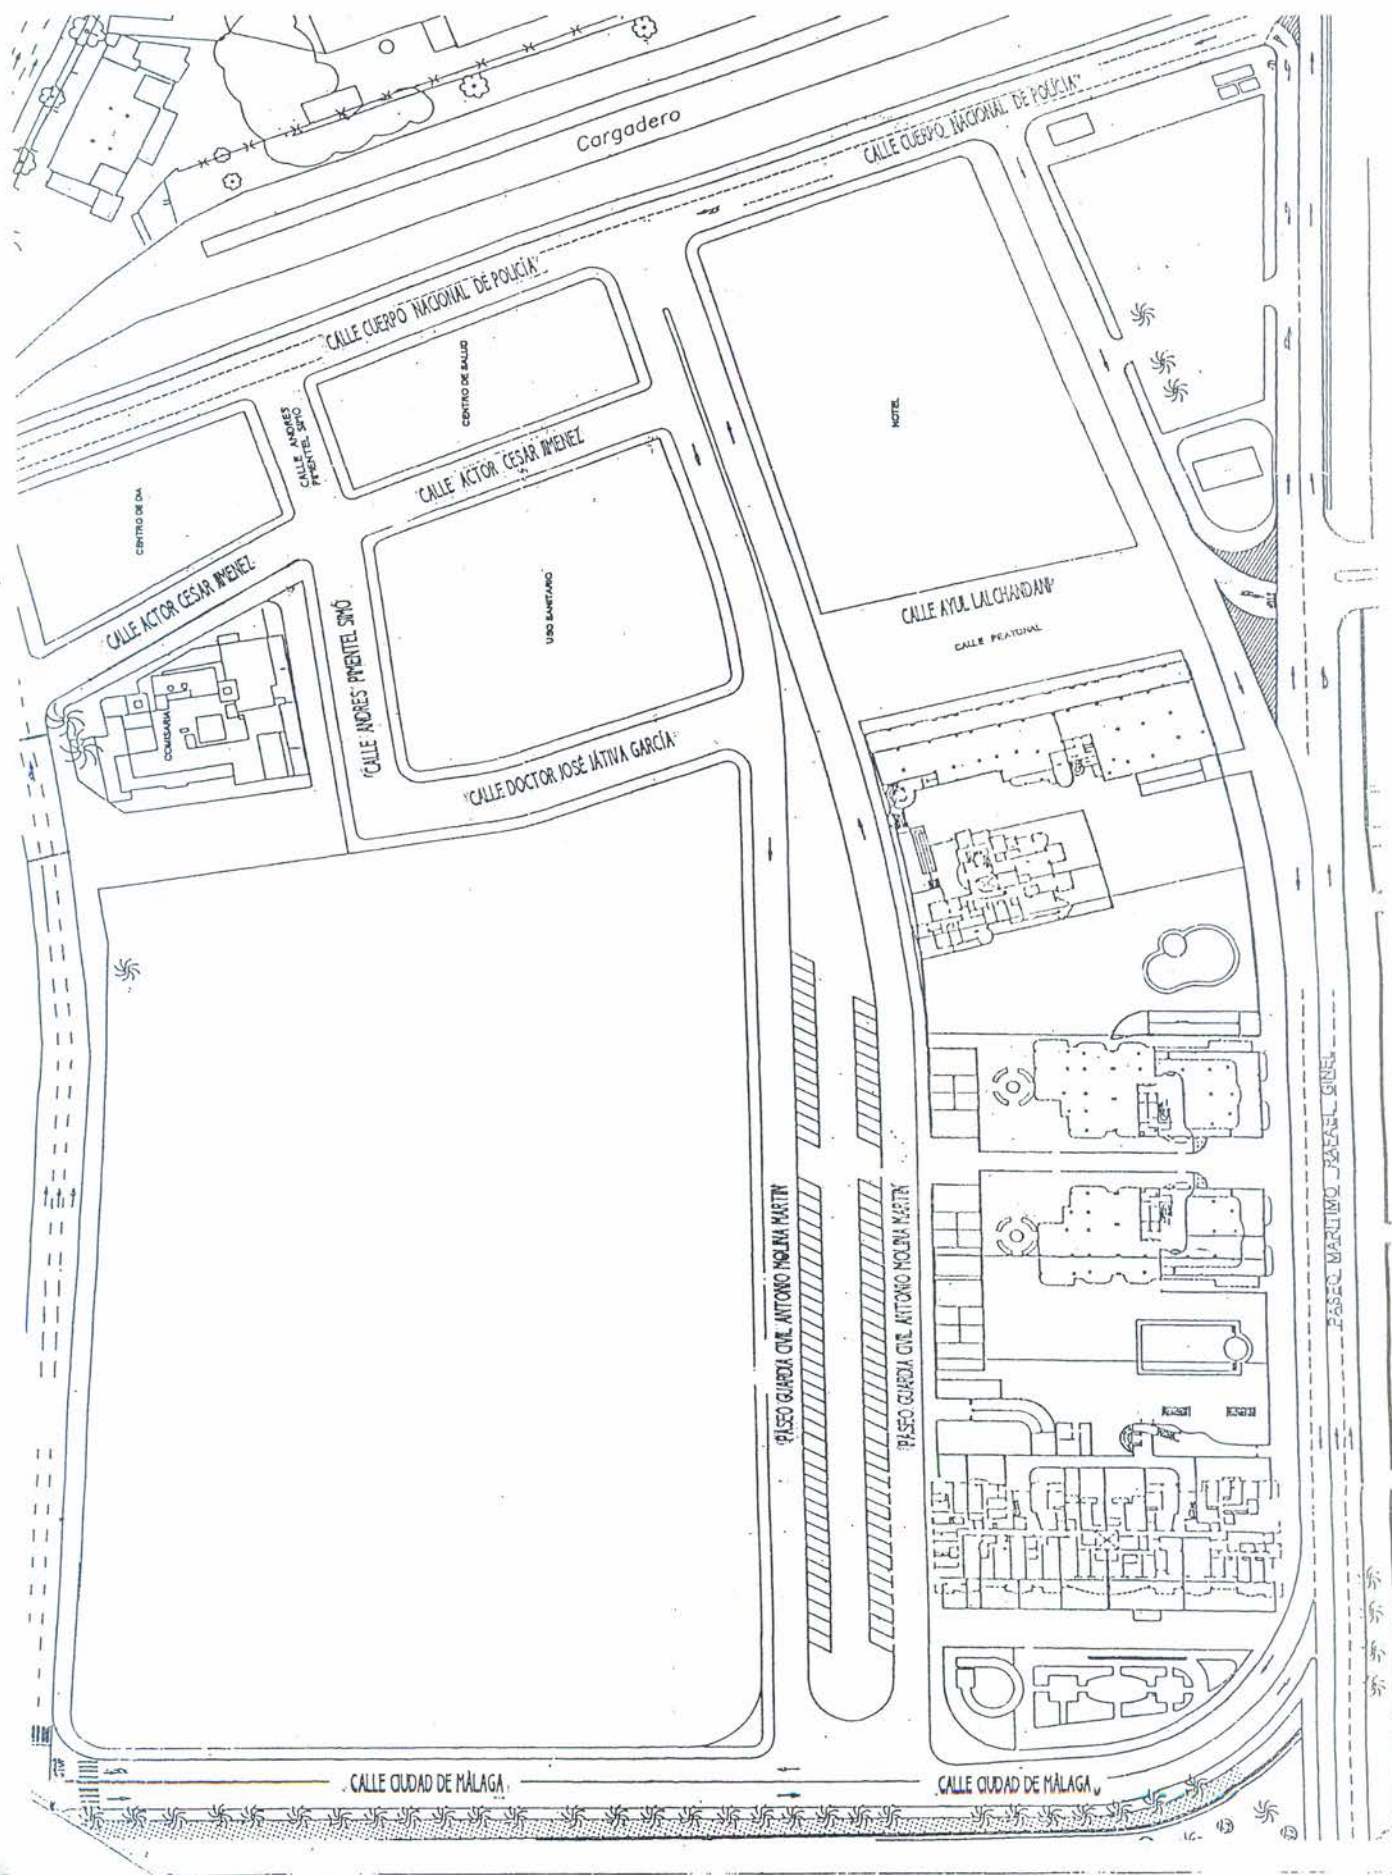 Cargadero
CALLE CUERPO NACIONAL DE POLICÍA"
CALLE CUERPO NACIONAL DE POLICÍA"
CENTRO DE SALUD
CALLE ANDRES
PIMENTEL SIMO
HOTEL
CALLE ACTOR CESAR JIMENEZ
CENTRO DE DIA
CALLE ACTOR CESAR JIMENEZ
USO SANITARIO
CALLE AYUL LALCHANDANI"
CALLE PEATONAL
"CALLE ANDRES PIMENTEL SIMÓ
COMISARIA
"CALLE DOCTOR JOSÉ JÁTIVA GARCÍA"
"PASEO GUARDIA CIVIL ANTONIO MOLINA MARTIN
"PASEO GUARDIA CIVIL ANTONIO MOLINA MARTIN
PASEO MARITIMO RAFAEL GINEL
CALLE CIUDAD DE MÁLAGA
CALLE CIUDAD DE MÁLAGA